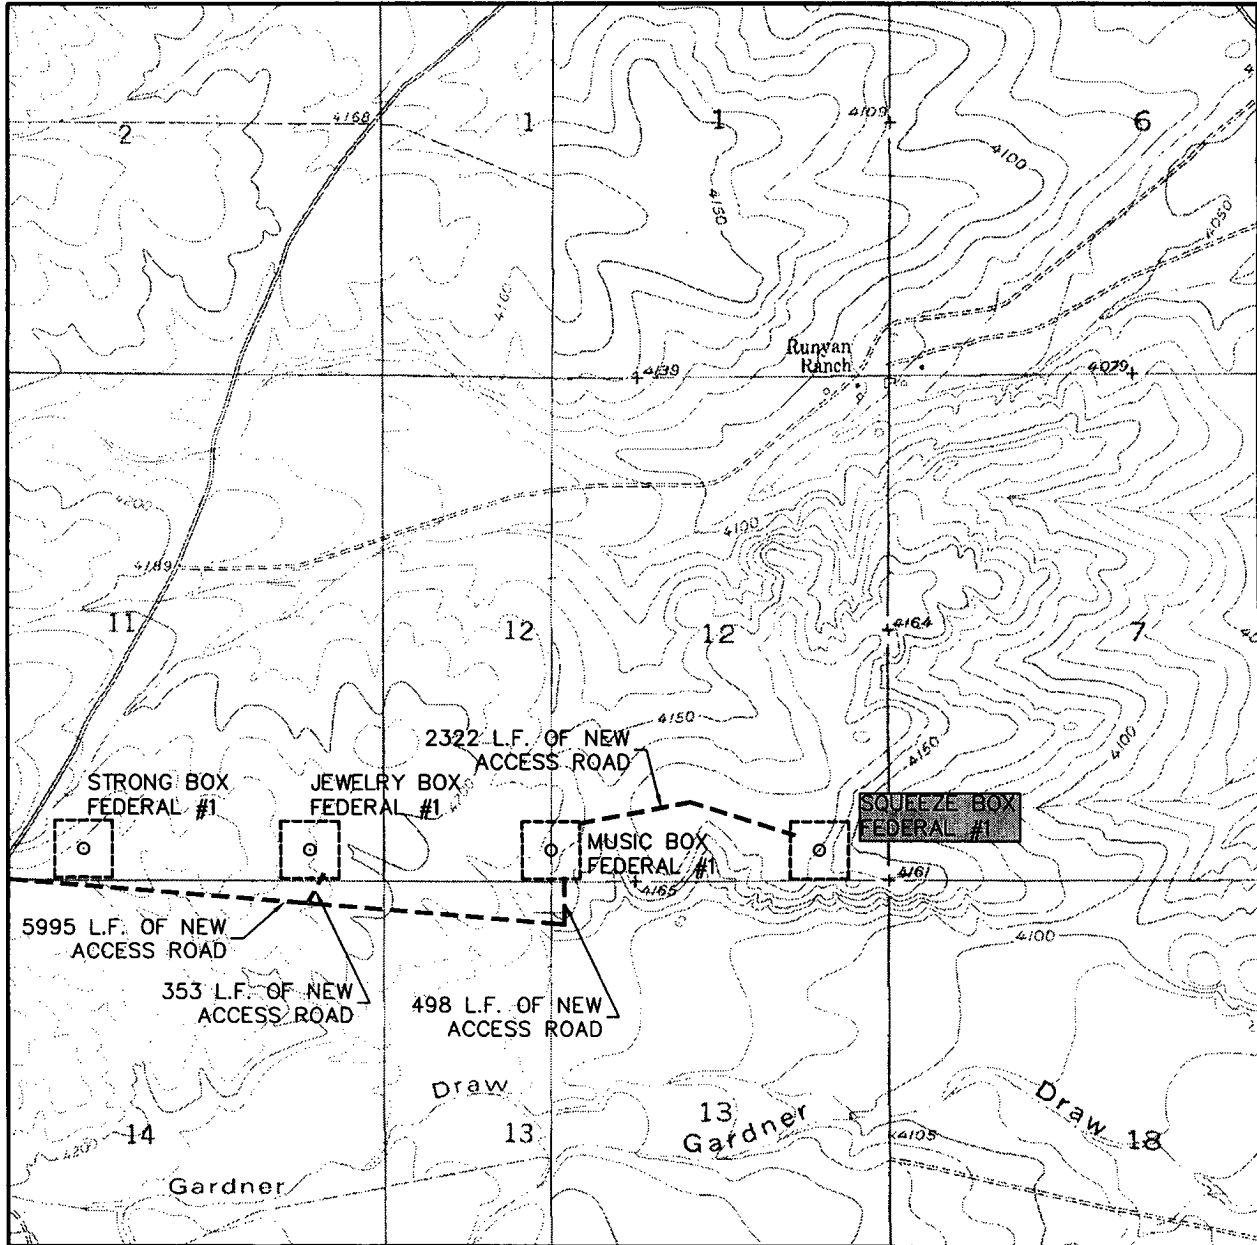 2
4168
1
1
4109
6
4100
4150
4050
4100
Runyan
Ranch
4139
4079
4200
4189
4100
11
12
12
4164
7
4150
2322 L.F. OF NEW
ACCESS ROAD
4150
4100
STRONG BOX
FEDERAL #1
JEWELRY BOX
FEDERAL #1
MUSIC BOX
FEDERAL #1
SQUEEZE BOX
FEDERAL #1
4165
4161
5995 L.F. OF NEW
ACCESS ROAD
4100
353 L.F. OF NEW
ACCESS ROAD
498 L.F. OF NEW
ACCESS ROAD
Draw
13
Gardner
Draw
14
13
4105
18
Gardner